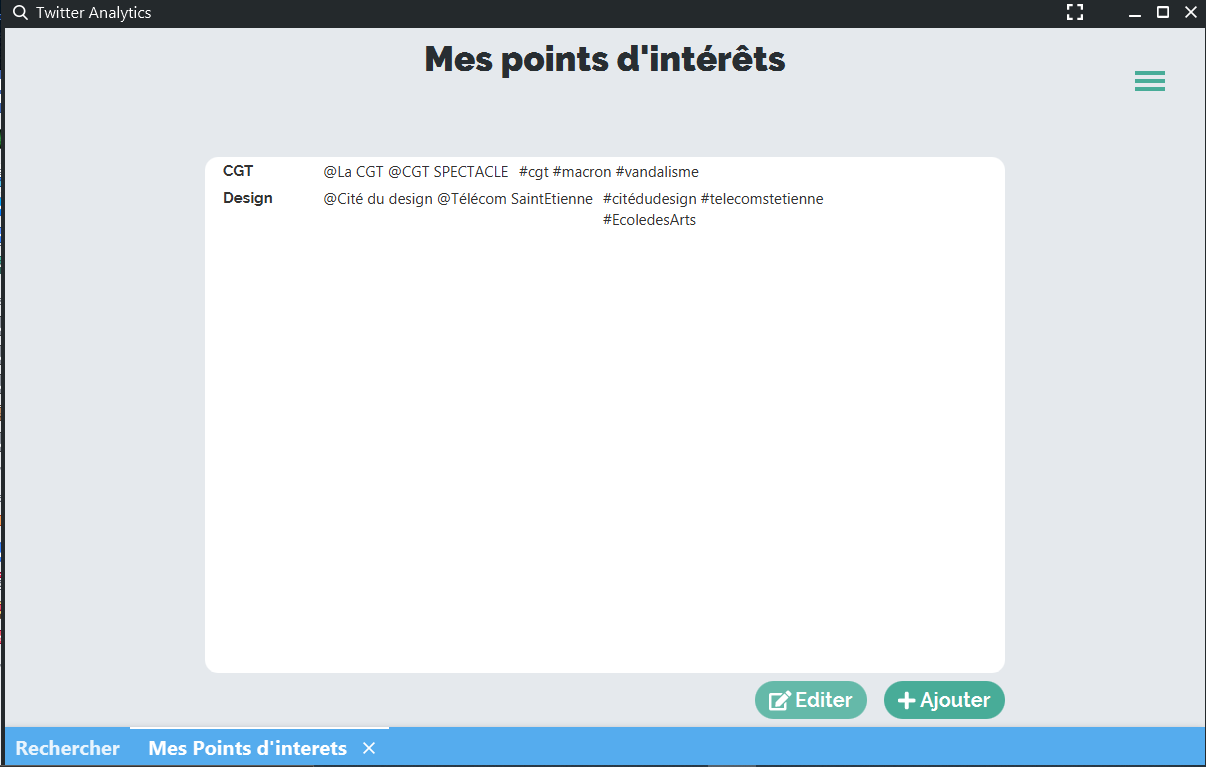 Twitter Analytics
Mes points d'intérêts
CGT @La CGT @CGT SPECTACLE #cgt #macron #vandalisme
Design @Cité du design @Télécom SaintEtienne #citédudesign #telecomstetienne
#EcoledesArts
Editer Ajouter
Rechercher Mes Points d'interets